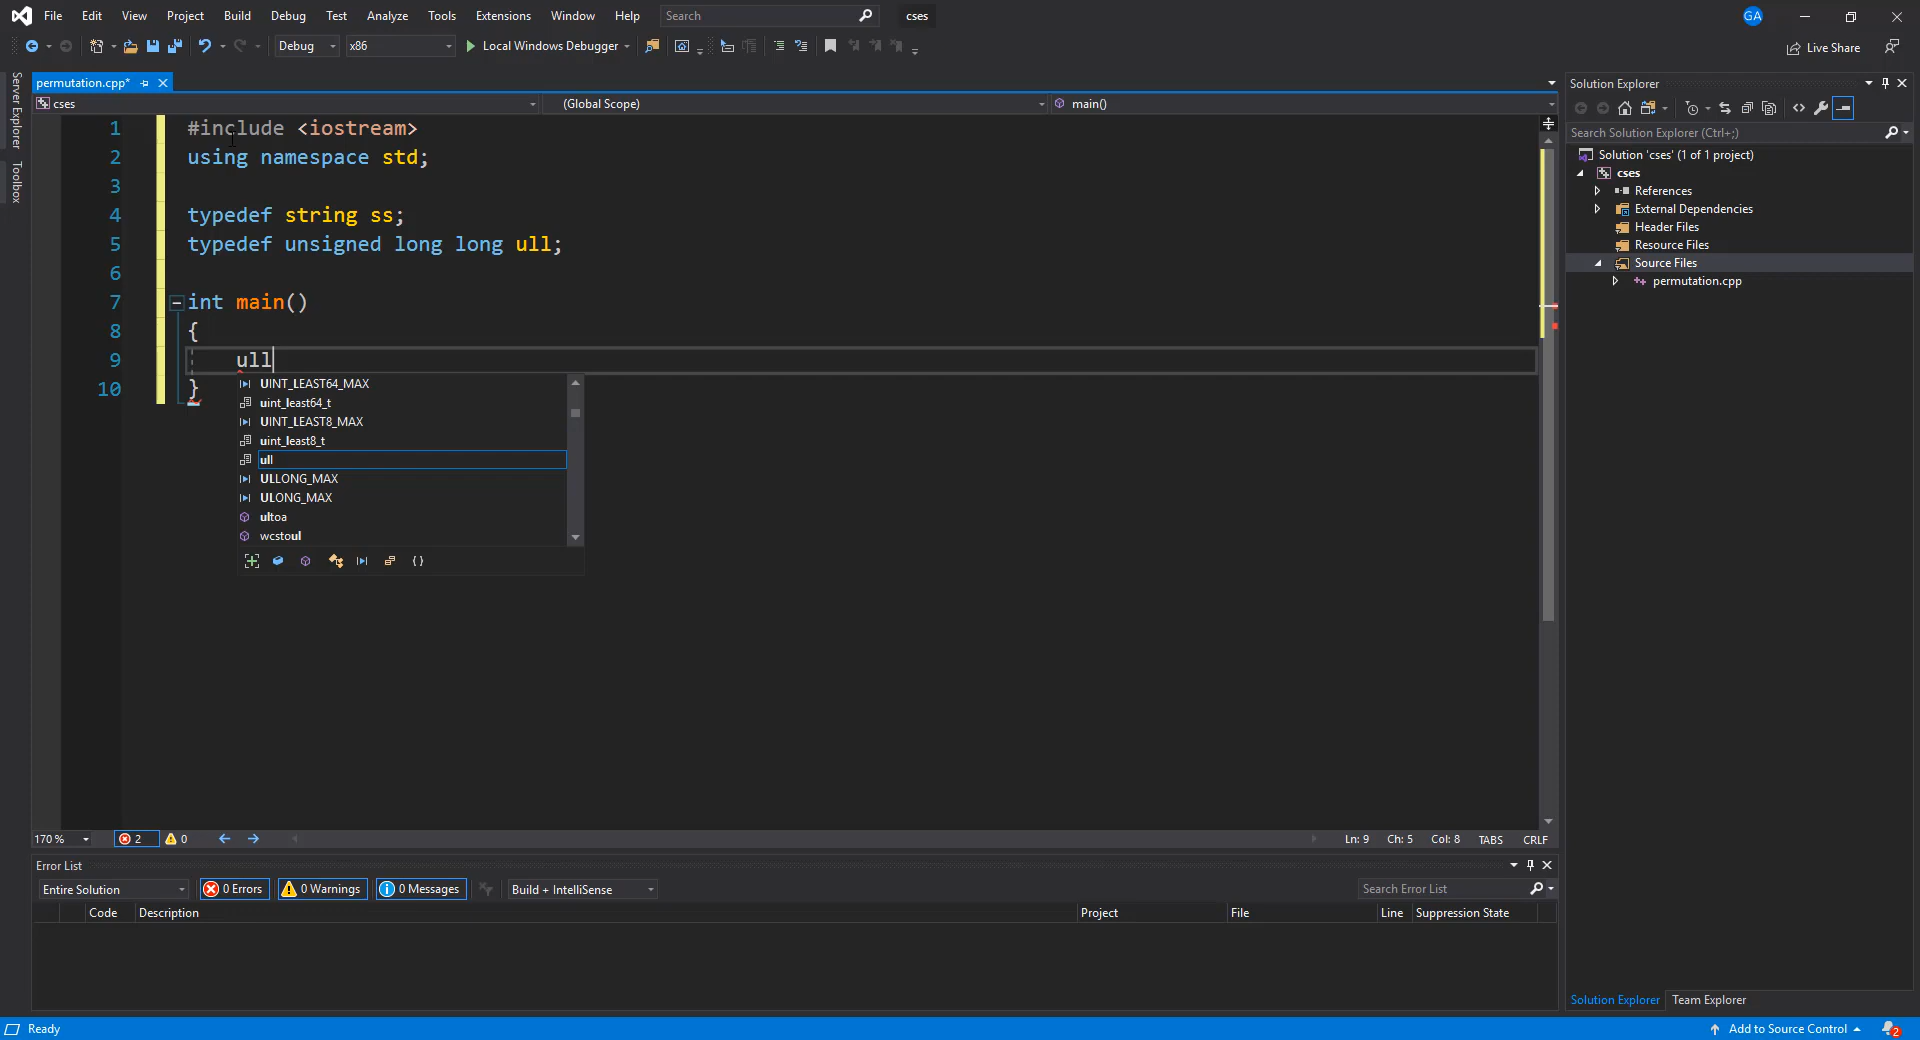 File Edit View Project Build Debug Test Analyze Tools Extensions Window Help Search cses GA
Debug x86 Local Windows Debugger Live Share
Server Explorer
Toolbox
permutation.cpp*
cses (Global Scope) main()
1 #include <iostream>
2 using namespace std;
3
4 typedef string ss;
5 typedef unsigned long long ull;
6
7 int main()
8 {
9 ull
10 }
UINT_LEAST64_MAX
uint_least64_t
UINT_LEAST8_MAX
uint_least8_t
ull
ULLONG_MAX
ULONG_MAX
ultoa
wcstoul
170 % 2 0 Ln: 9 Ch: 5 Col: 8 TABS CRLF
Error List
Entire Solution 0 Errors 0 Warnings 0 Messages Build + IntelliSense Search Error List
Code Description Project File Line Suppression State
Solution Explorer
Search Solution Explorer (Ctrl+;)
Solution 'cses' (1 of 1 project)
cses
References
External Dependencies
Header Files
Resource Files
Source Files
permutation.cpp
Solution Explorer Team Explorer
Ready Add to Source Control 2